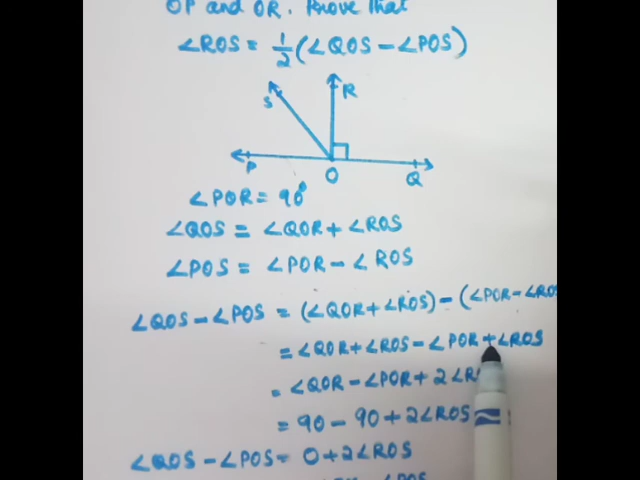 OP and OR. Prove that
∠ROS = 1/2 (∠QOS - ∠POS)
S R
P O Q
∠POR = 90°
∠QOS = ∠QOR + ∠ROS
∠POS = ∠POR - ∠ROS
∠QOS - ∠POS = (∠QOR + ∠ROS) - (∠POR - ∠ROS
= ∠QOR + ∠ROS - ∠POR + ∠ROS
= ∠QOR - ∠POR + 2∠R
= 90 - 90 + 2∠ROS
∠QOS - ∠POS = 0 + 2∠ROS